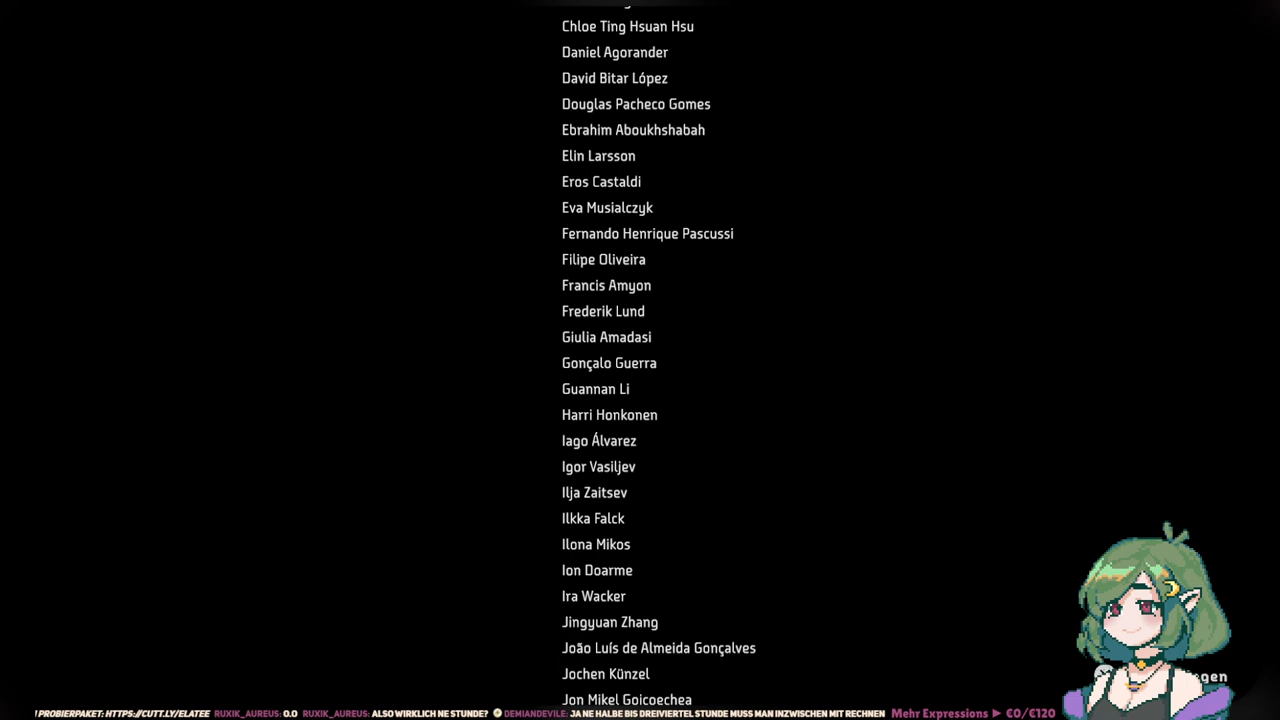 Chloe Ting Hsuan Hsu
Daniel Agorander
David Bitar López
Douglas Pacheco Gomes
Ebrahim Aboukhshabah
Elin Larsson
Eros Castaldi
Eva Musialczyk
Fernando Henrique Pascussi
Filipe Oliveira
Francis Amyon
Frederik Lund
Giulia Amadasi
Gonçalo Guerra
Guannan Li
Harri Honkonen
Iago Álvarez
Igor Vasiljev
Ilja Zaitsev
Ilkka Falck
Ilona Mikos
Ion Doarme
Ira Wacker
Jingyuan Zhang
João Luís de Almeida Gonçalves
Jochen Künzel
Jon Mikel Goicoechea
! PROBIERPAKET: HTTPS://CUTT.LY/ELATEE RUXIK_AUREUS: 0.0 RUXIK_AUREUS: ALSO WIRKLICH NE STUNDE? DEMIANDEVILE: JA NE HALBE BIS DREIVIERTEL STUNDE MUSS MAN INZWISCHEN MIT RECHNEN Mehr Expressions ► €0/€120